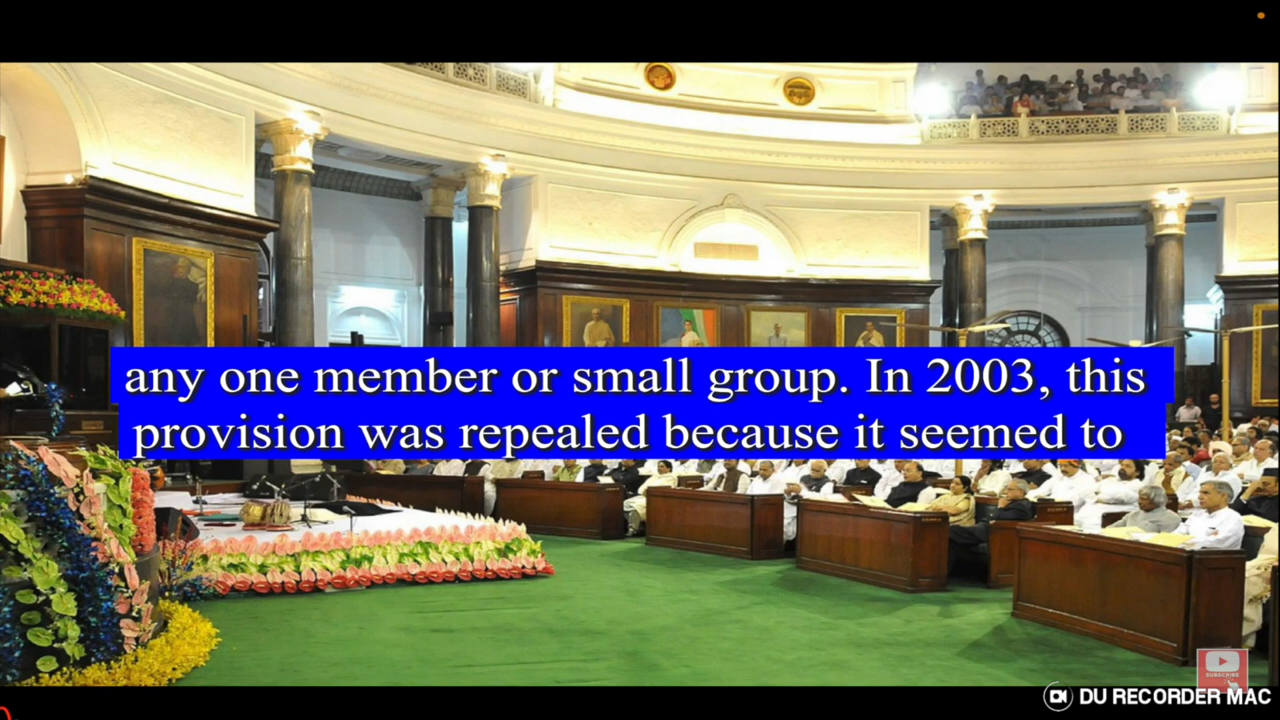 any one member or small group. In 2003, this
provision was repealed because it seemed to
SUBSCRIBE
DU RECORDER MAC